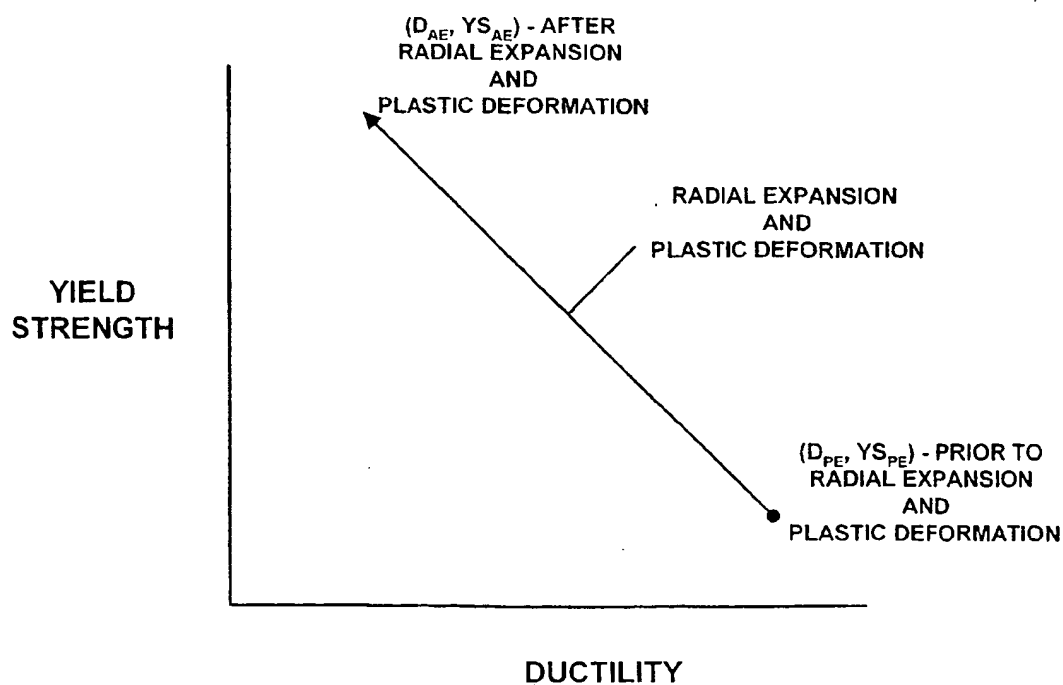 (D_AE, YS_AE) - AFTER
RADIAL EXPANSION
AND
PLASTIC DEFORMATION
RADIAL EXPANSION
AND
PLASTIC DEFORMATION
YIELD
STRENGTH
(D_PE, YS_PE) - PRIOR TO
RADIAL EXPANSION
AND
PLASTIC DEFORMATION
DUCTILITY